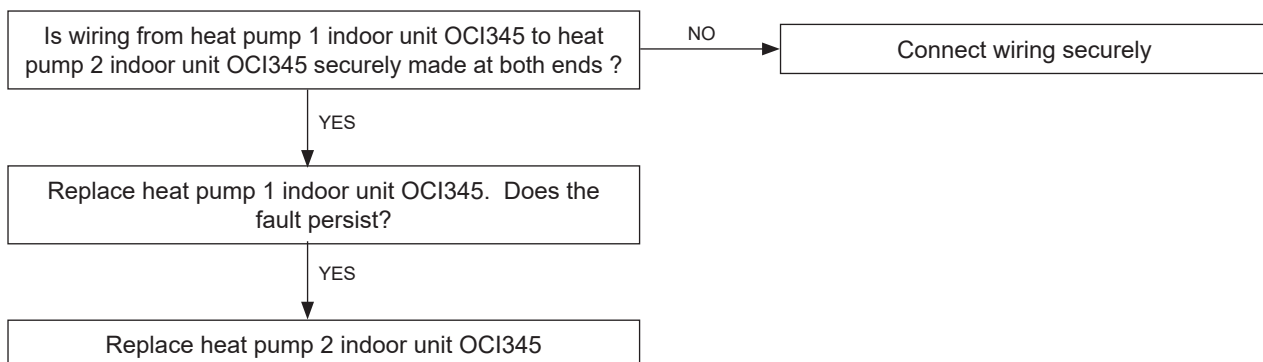 Is wiring from heat pump 1 indoor unit OCI345 to heat
pump 2 indoor unit OCI345 securely made at both ends ?
NO
Connect wiring securely
YES
Replace heat pump 1 indoor unit OCI345.  Does the
fault persist?
YES
Replace heat pump 2 indoor unit OCI345